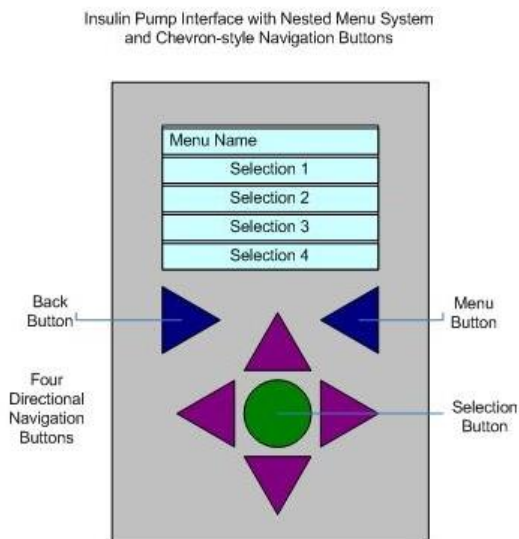 Insulin Pump Interface with Nested Menu System
and Chevron-style Navigation Buttons
Menu Name
Selection 1
Selection 2
Selection 3
Selection 4
Back
Button
Menu
Button
Four
Directional
Navigation
Buttons
Selection
Button